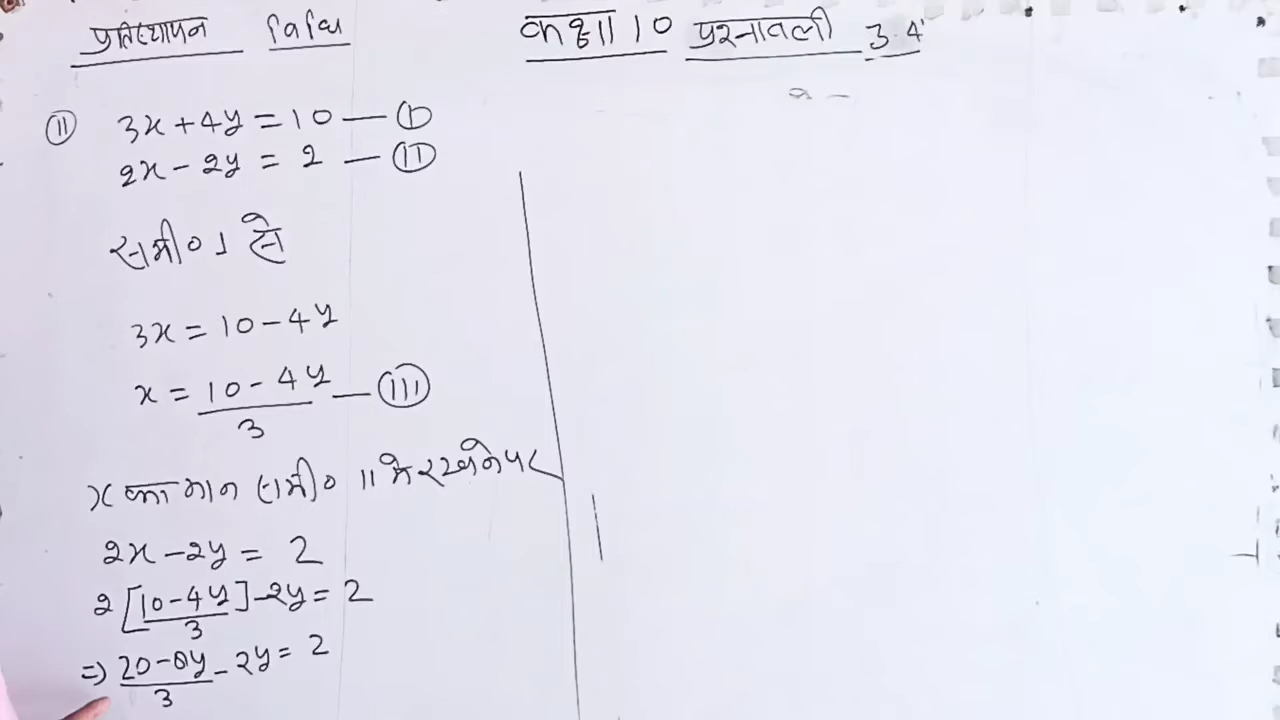 प्रतिस्थापन विधि कक्षा 10 प्रश्नावली 3.4
(ii) 3x + 4y = 10 — (I)
2x - 2y = 2 — (II)
समी० 1 से
3x = 10 - 4y
x = (10 - 4y)/3 — (III)
x का मान समी० II मे रखने पर
2x - 2y = 2
2[(10 - 4y)/3] - 2y = 2
⇒ (20 - 8y)/3 - 2y = 2